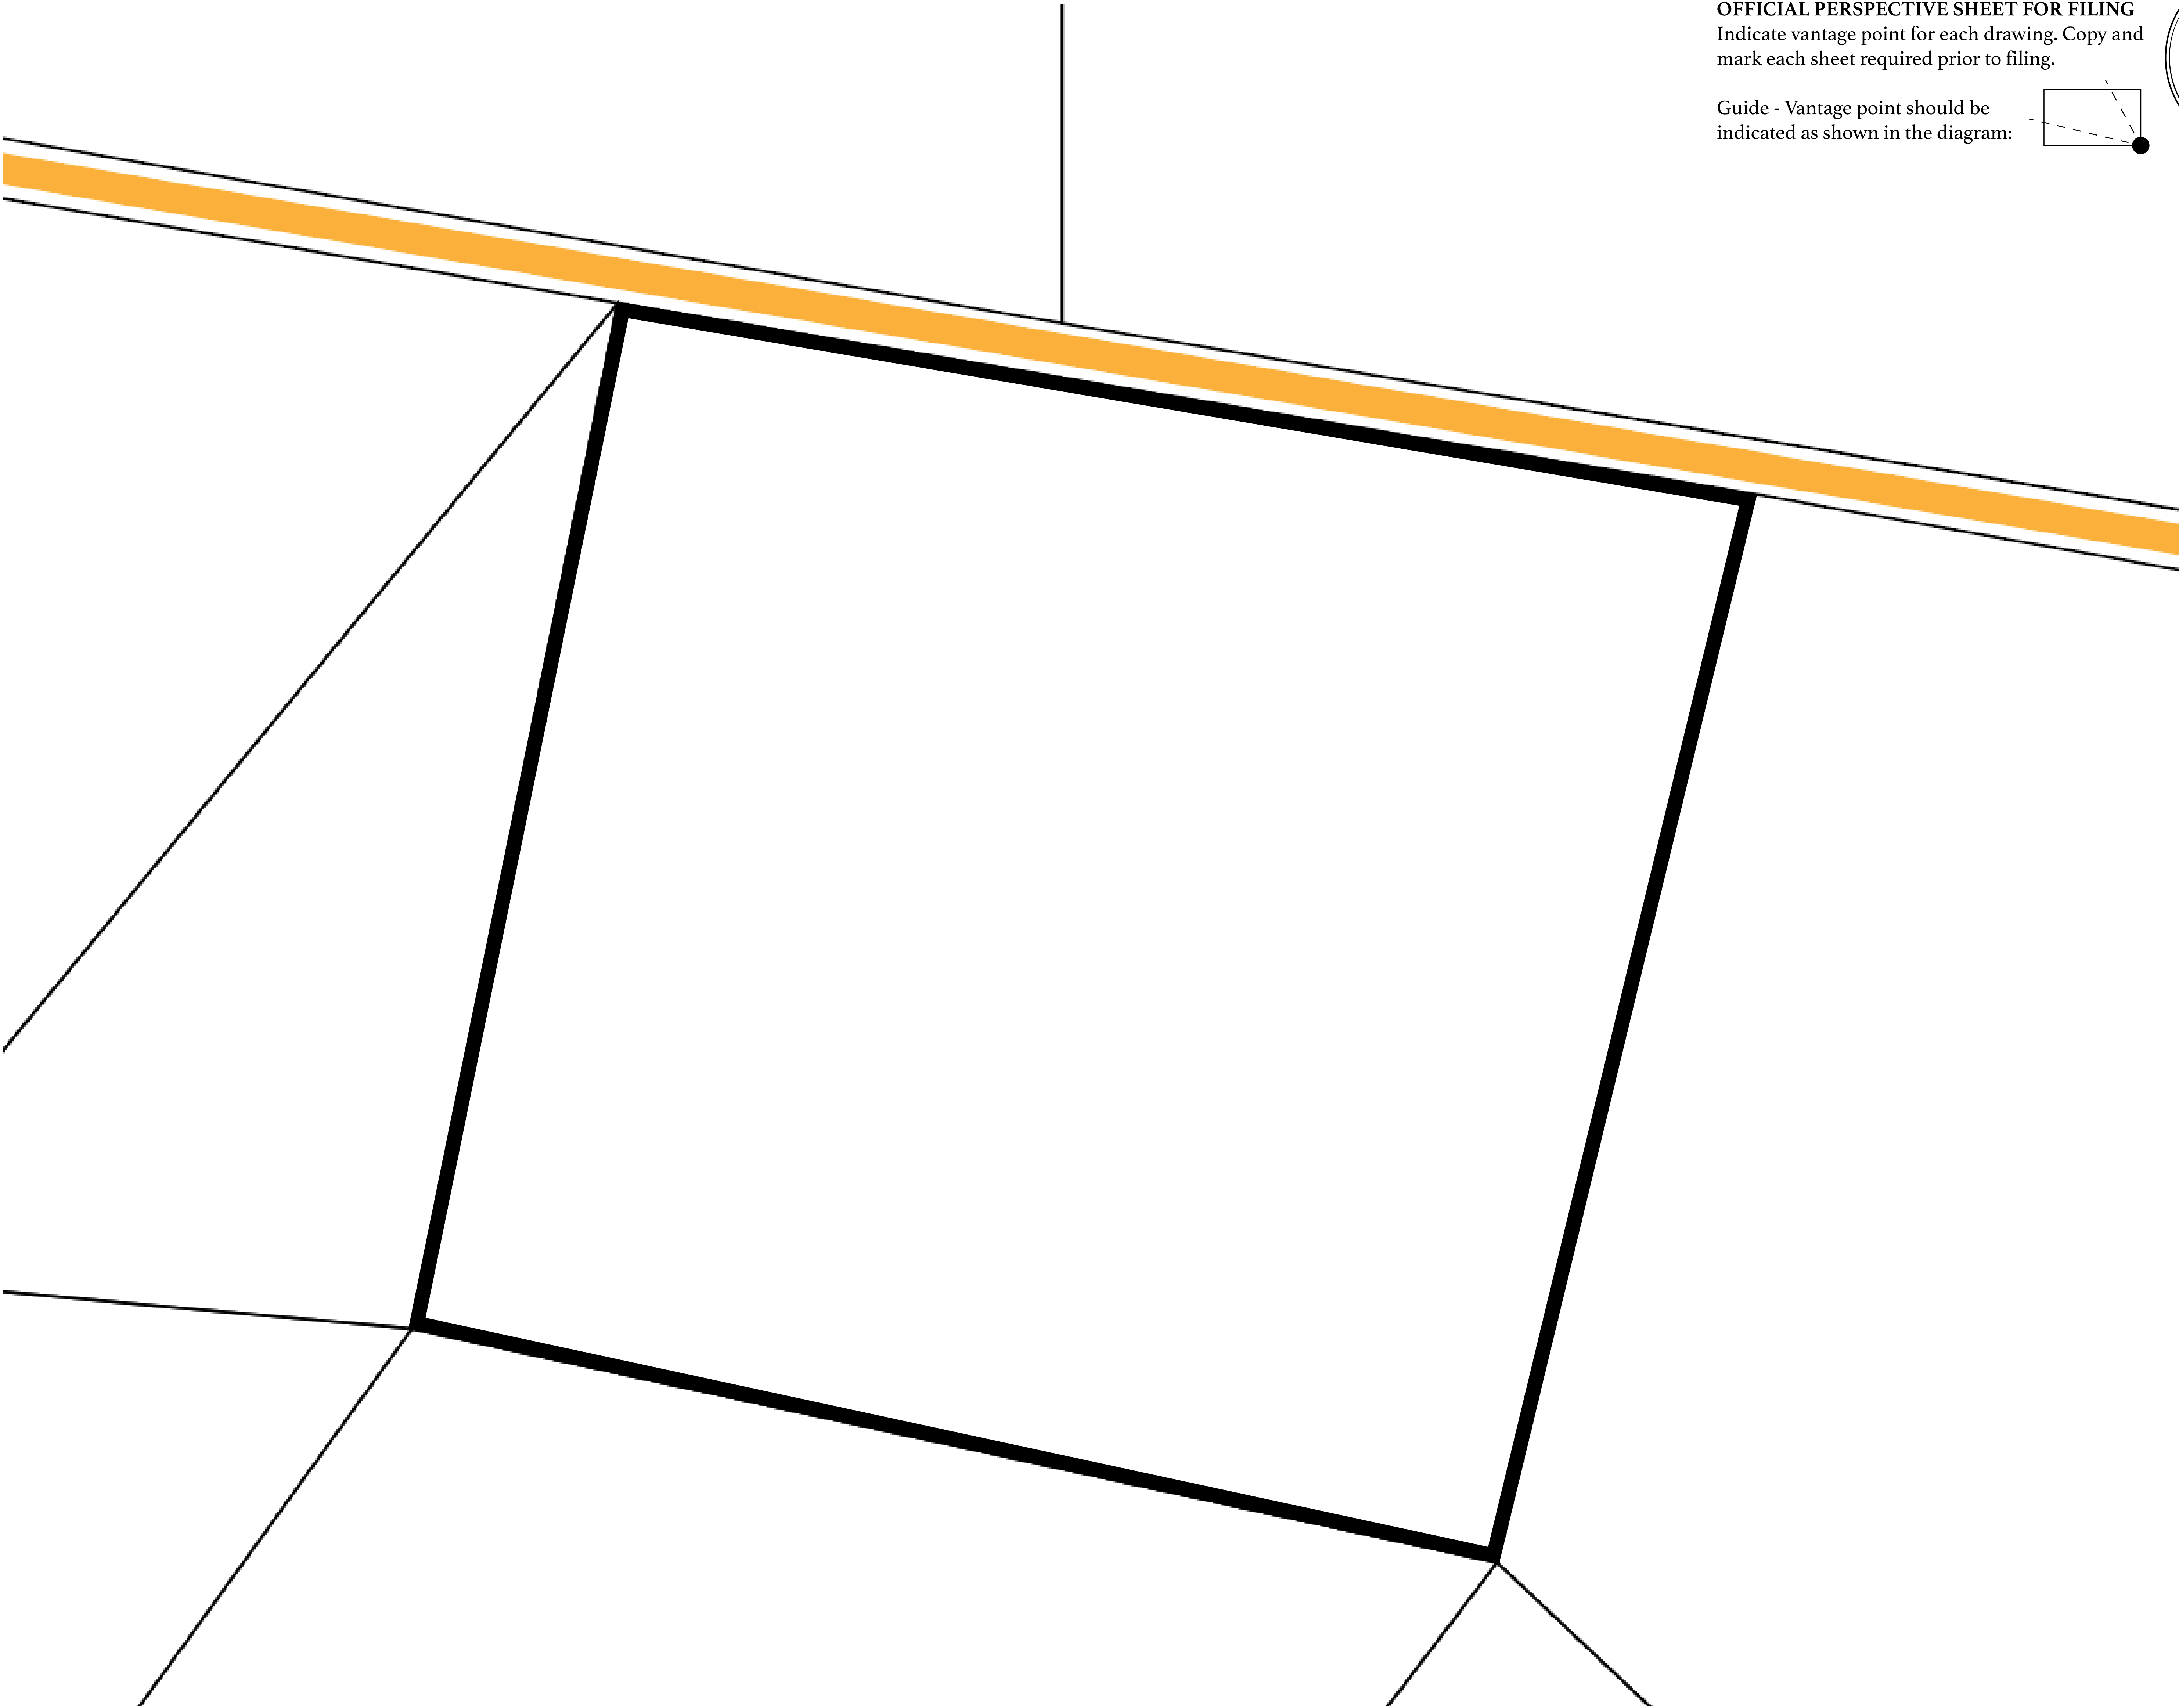 OFFICIAL PERSPECTIVE SHEET FOR FILING
Indicate vantage point for each drawing. Copy and
mark each sheet required prior to filing.
Guide - Vantage point should be
indicated as shown in the diagram: